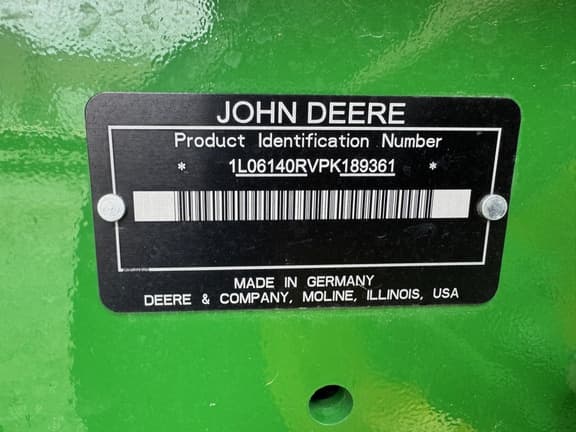 JOHN DEERE
Product Identification Number
* 1L06140RVPK189361 *
MADE IN GERMANY
DEERE & COMPANY, MOLINE, ILLINOIS, USA